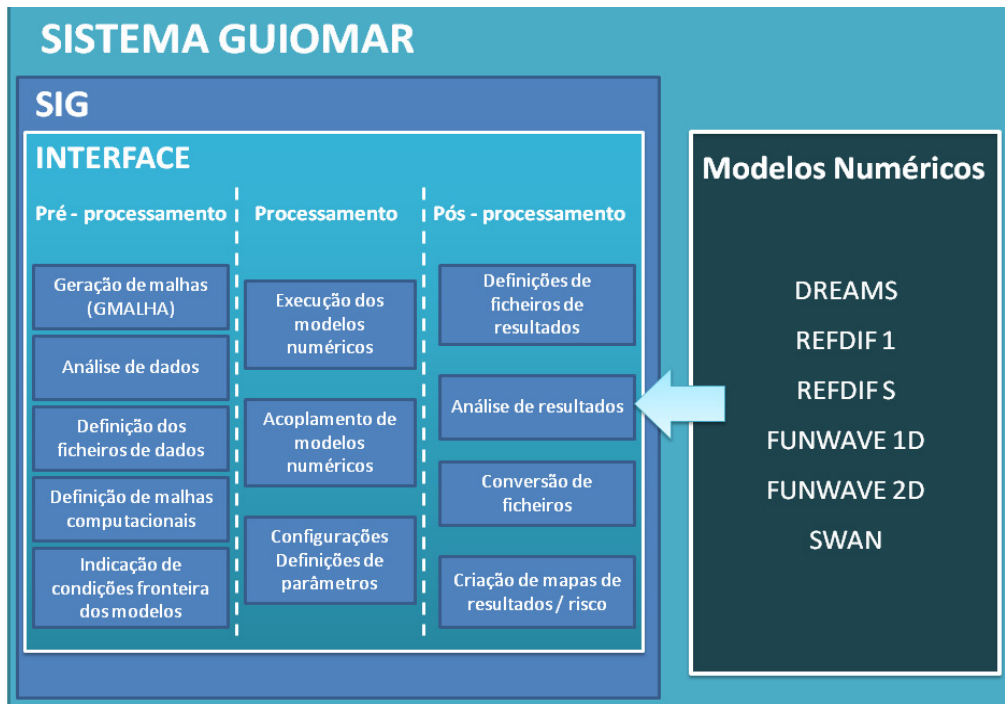 SISTEMA GUIOMAR
SIG
INTERFACE
Pré - processamento
Geração de malhas
(GMALHA)
Análise de dados
Definição dos
ficheiros de dados
Definição de malhas
computacionais
Indicação de
condições fronteira
dos modelos
Processamento
Execução dos
modelos
numéricos
Acoplamento de
modelos
numéricos
Configurações
Definições de
parâmetros
Pós - processamento
Definições de
ficheiros de
resultados
Análise de resultados
Conversão de
ficheiros
Criação de mapas de
resultados / risco
Modelos Numéricos
DREAMS
REFDIF 1
REFDIF S
FUNWAVE 1D
FUNWAVE 2D
SWAN